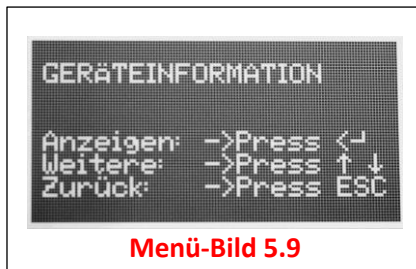 GERÄTEINFORMATION
Anzeigen: ->Press <┘
Weitere: ->Press ↑ ↓
Zurück: ->Press ESC
Menü-Bild 5.9